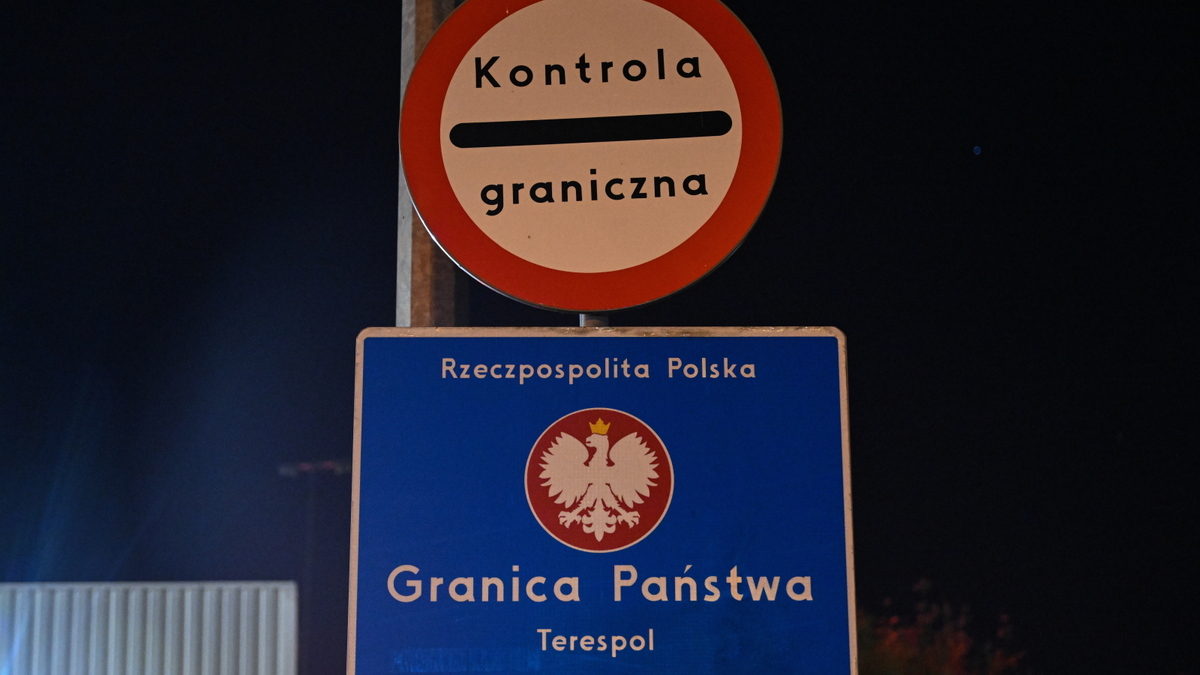 Kontrola
graniczna
Rzeczpospolita Polska
Granica Państwa
Terespol